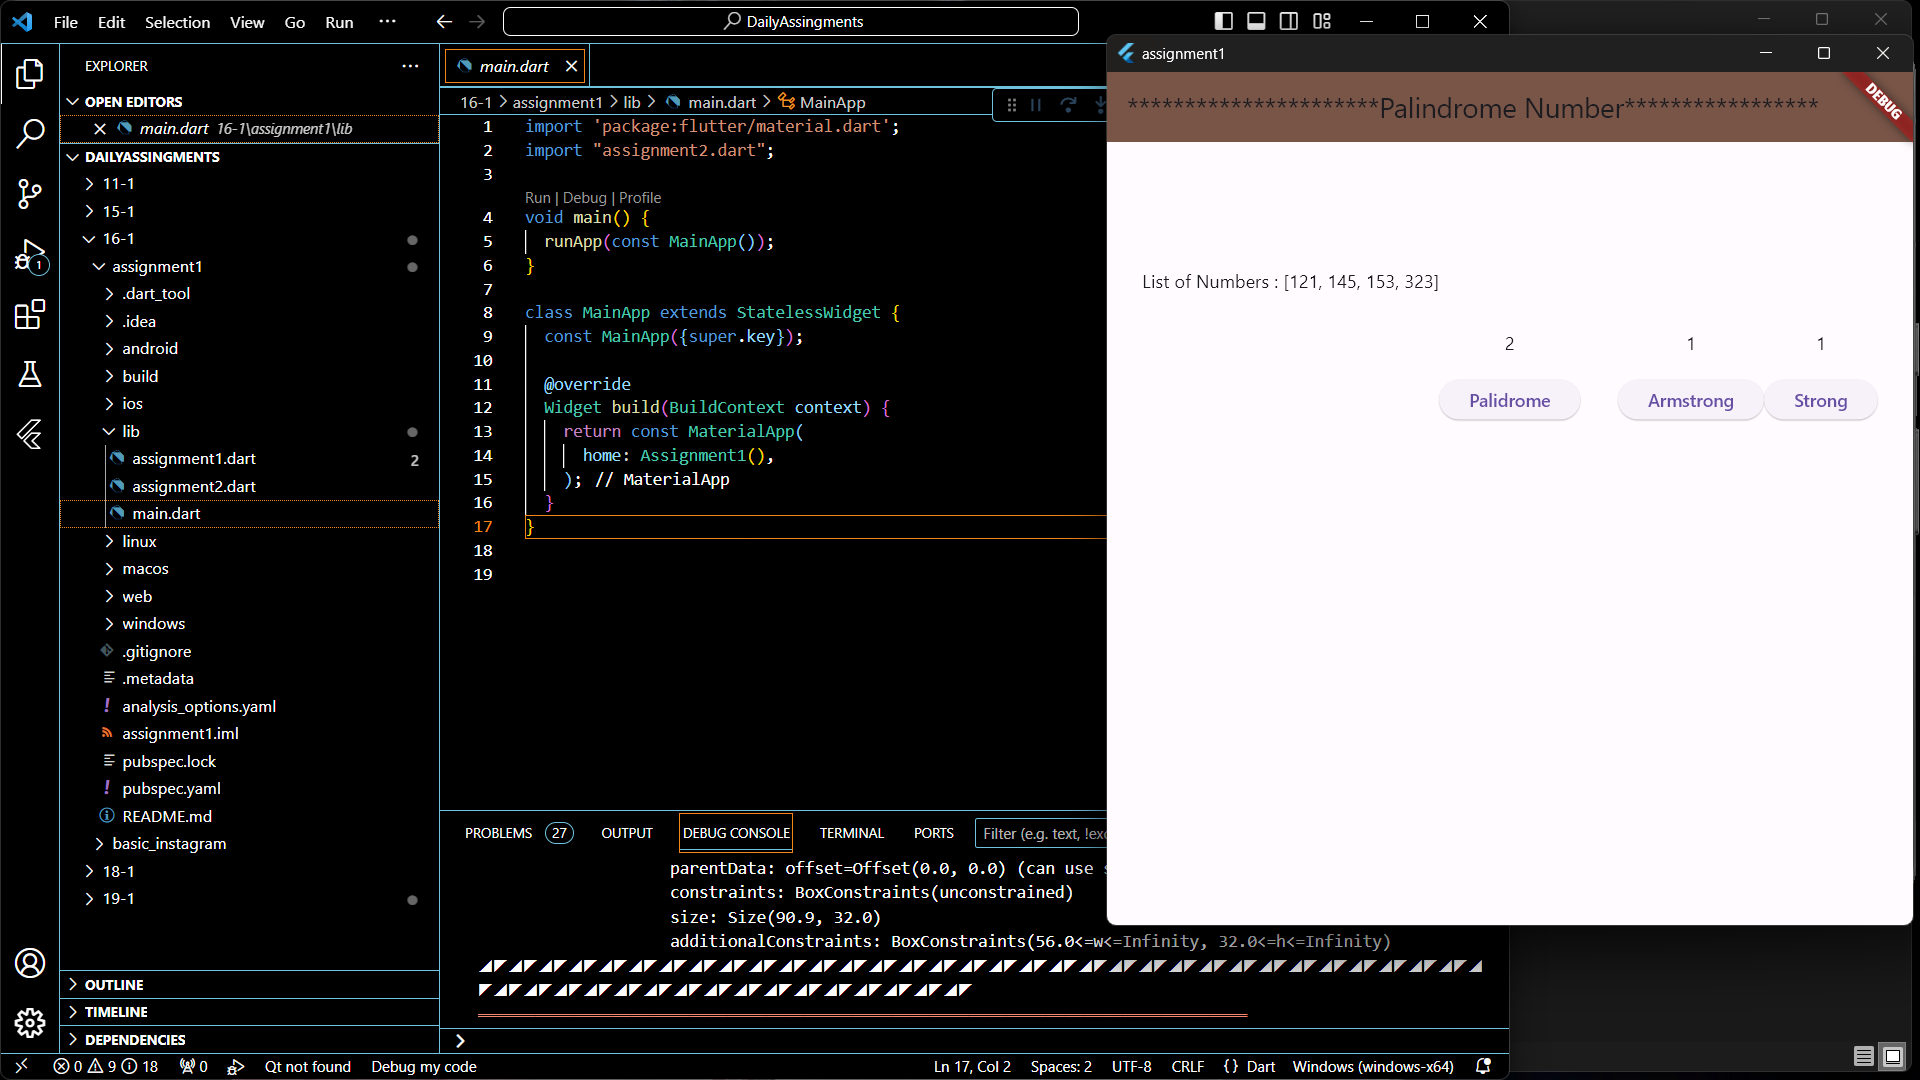 File Edit Selection View Go Run ··· DailyAssingments
EXPLORER
OPEN EDITORS
main.dart 16-1\assignment1\lib
DAILYASSINGMENTS
11-1
15-1
16-1
assignment1
.dart_tool
.idea
android
build
ios
lib
assignment1.dart 2
assignment2.dart
main.dart
linux
macos
web
windows
.gitignore
.metadata
analysis_options.yaml
assignment1.iml
pubspec.lock
pubspec.yaml
README.md
basic_instagram
18-1
19-1
OUTLINE
TIMELINE
DEPENDENCIES
1
main.dart
16-1 > assignment1 > lib > main.dart > MainApp
1 import 'package:flutter/material.dart';
2 import "assignment2.dart";
3
Run | Debug | Profile
4 void main() {
5 runApp(const MainApp());
6 }
7
8 class MainApp extends StatelessWidget {
9 const MainApp({super.key});
10
11 @override
12 Widget build(BuildContext context) {
13 return const MaterialApp(
14 home: Assignment1(),
15 ); // MaterialApp
16 }
17 }
18
19
PROBLEMS 27 OUTPUT DEBUG CONSOLE TERMINAL PORTS Filter (e.g. text, !exc
parentData: offset=Offset(0.0, 0.0) (can use
constraints: BoxConstraints(unconstrained)
size: Size(90.9, 32.0)
additionalConstraints: BoxConstraints(56.0<=w<=Infinity, 32.0<=h<=Infinity)
0 9 18 0 Qt not found Debug my code Ln 17, Col 2 Spaces: 2 UTF-8 CRLF {} Dart Windows (windows-x64)
assignment1
**********************Palindrome Number*****************
DEBUG
List of Numbers : [121, 145, 153, 323]
2 1 1
Palidrome Armstrong Strong